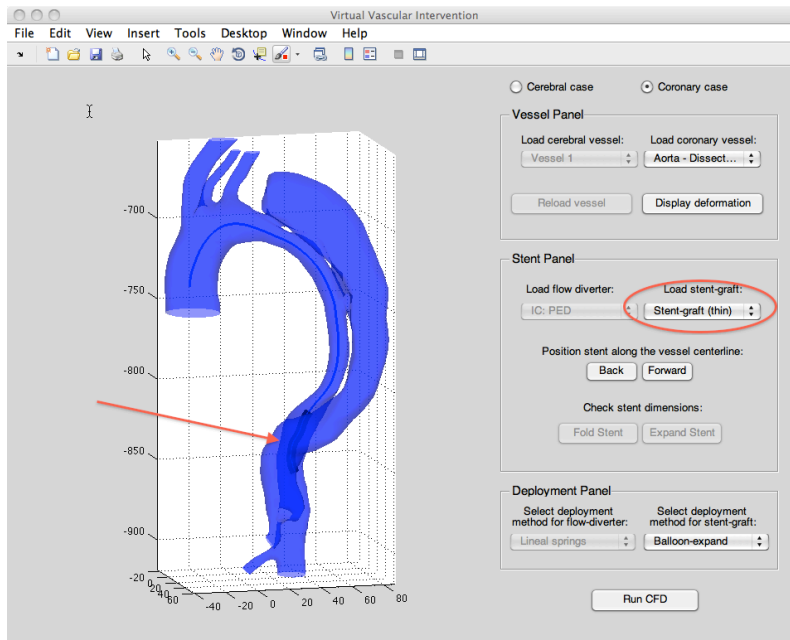 Virtual Vascular Intervention
File Edit View Insert Tools Desktop Window Help
Cerebral case Coronary case
Vessel Panel
Load cerebral vessel: Load coronary vessel:
Vessel 1 Aorta - Dissect...
Reload vessel Display deformation
Stent Panel
Load flow diverter: Load stent-graft:
IC: PED Stent-graft (thin)
Position stent along the vessel centerline:
Back Forward
Check stent dimensions:
Fold Stent Expand Stent
Deployment Panel
Select deployment Select deployment
method for flow-diverter: method for stent-graft:
Lineal springs Balloon-expand
Run CFD
-700
-750
-800
-850
-900
-20 0 20 40 60 -40 -20 0 20 40 60 80